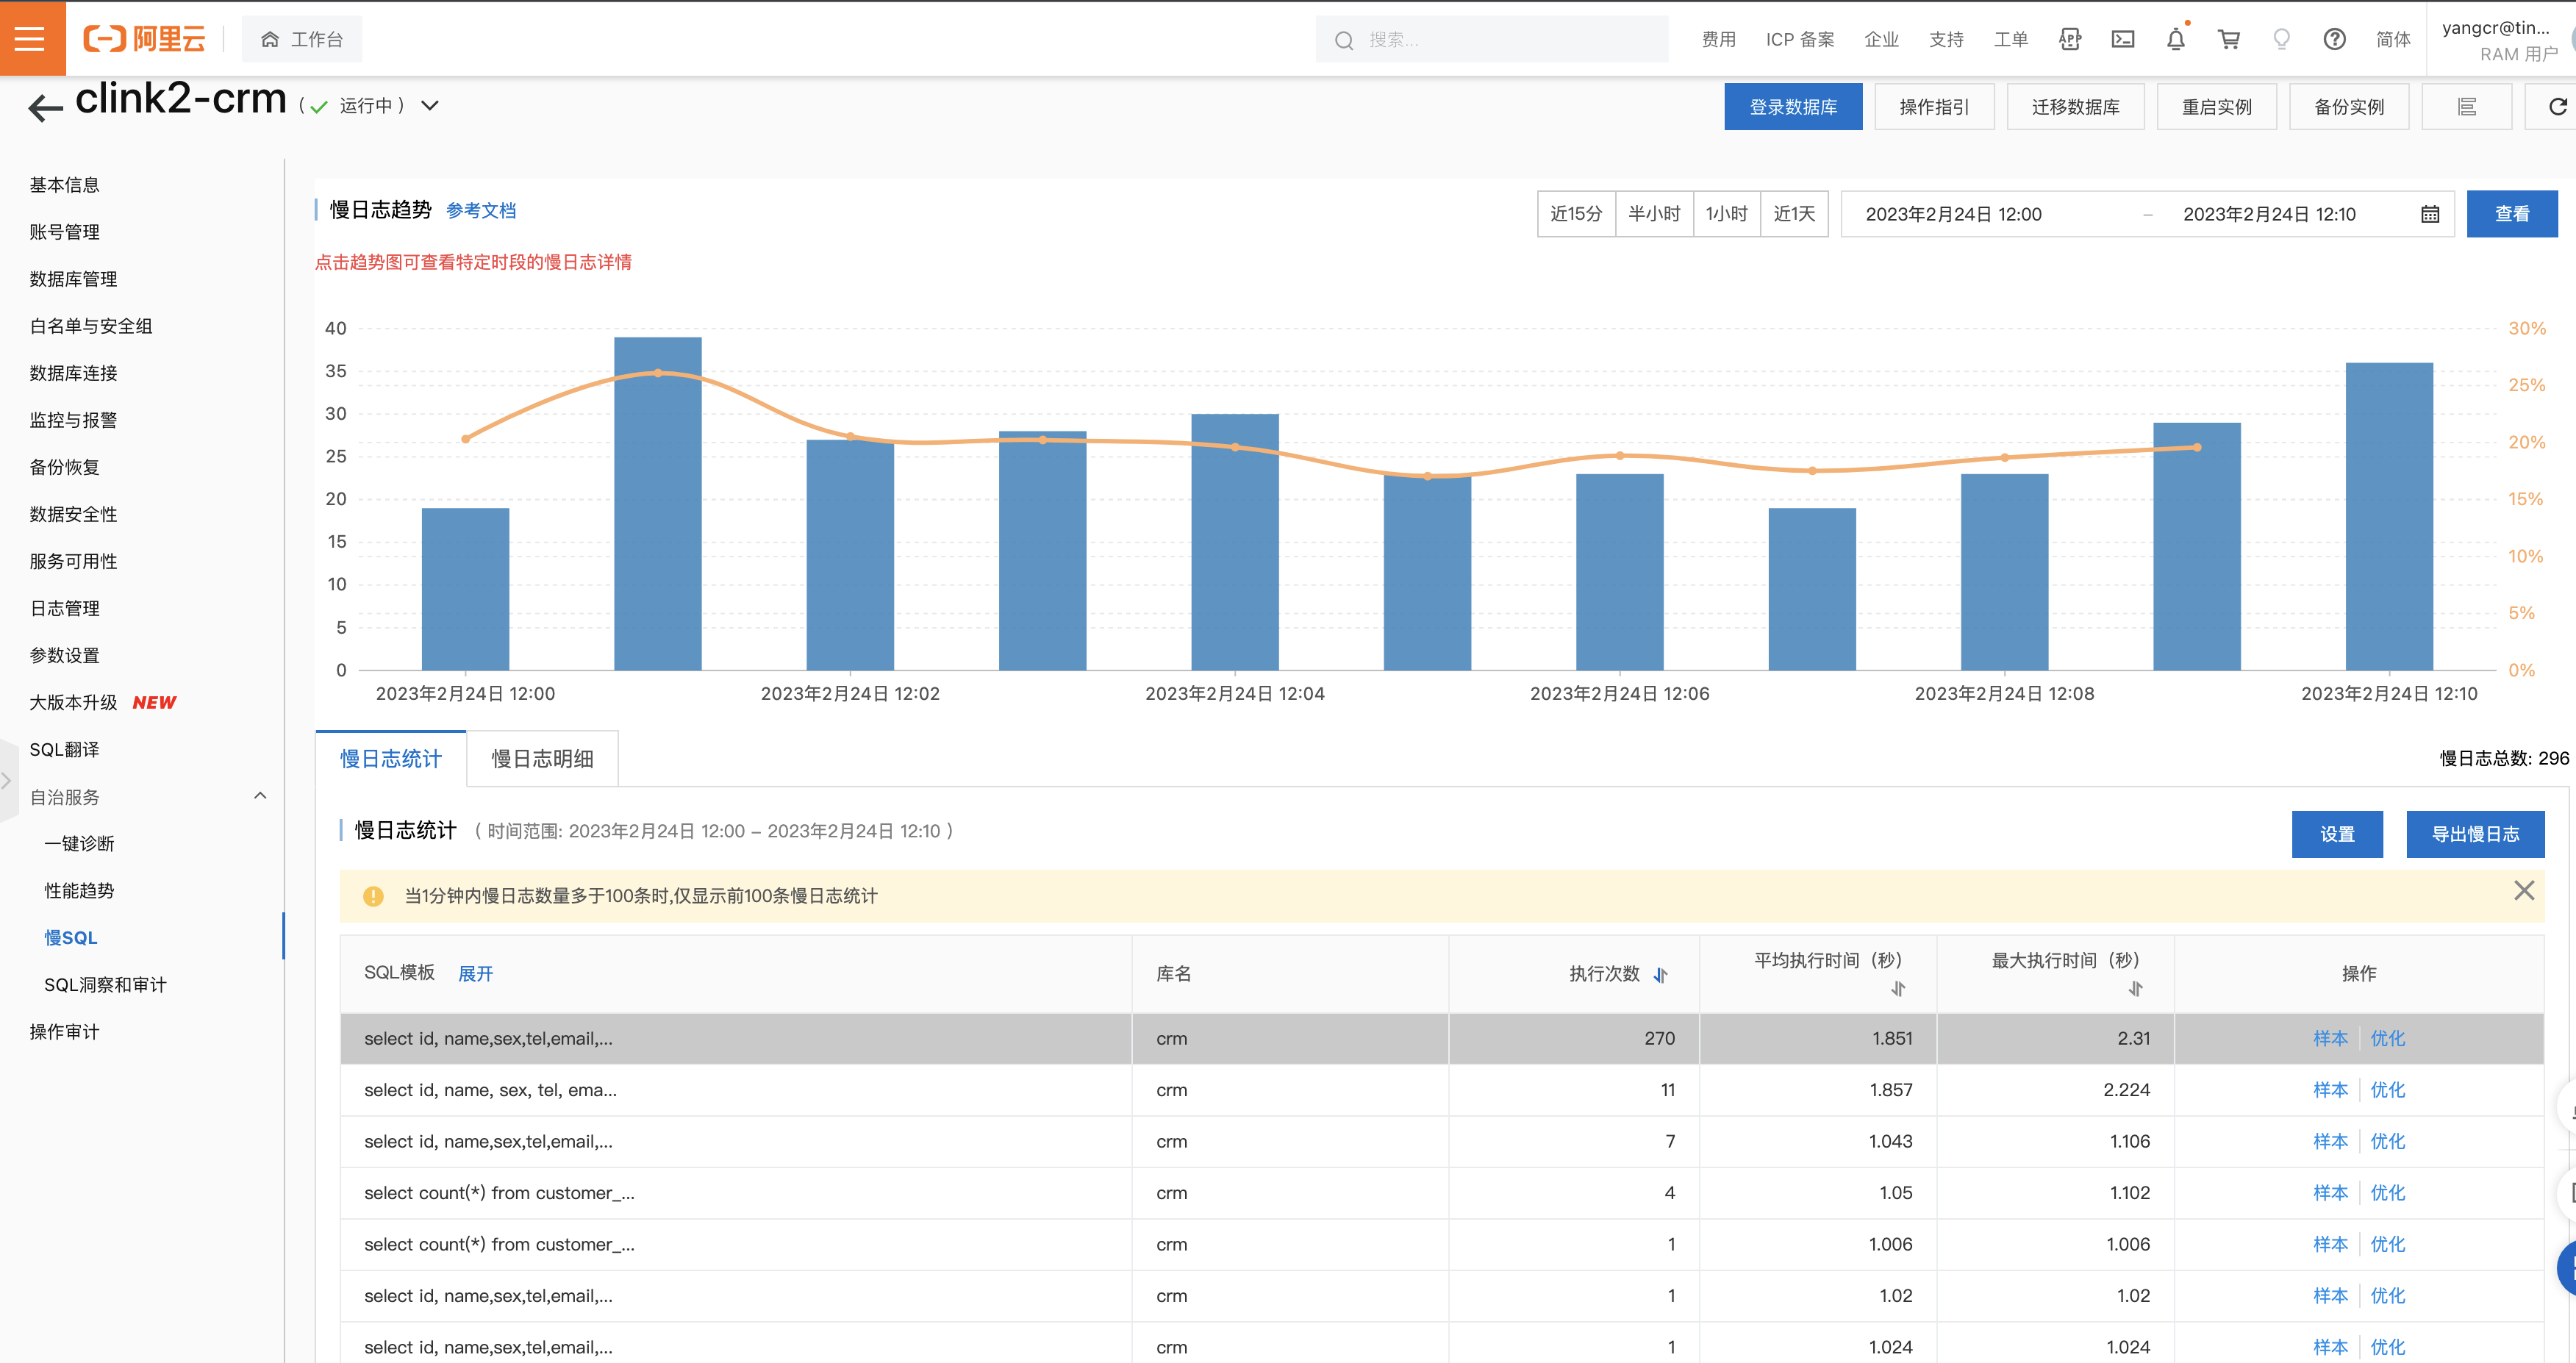 阿里云
工作台
搜索...
费用
ICP 备案
企业
支持
工单
简体
yangcr@tin...
RAM 用户
clink2-crm
( 运行中 )
登录数据库
操作指引
迁移数据库
重启实例
备份实例
基本信息
账号管理
数据库管理
白名单与安全组
数据库连接
监控与报警
备份恢复
数据安全性
服务可用性
日志管理
参数设置
大版本升级 NEW
SQL翻译
自治服务
一键诊断
性能趋势
慢SQL
SQL洞察和审计
操作审计
慢日志趋势 参考文档
近15分
半小时
1小时
近1天
2023年2月24日 12:00 – 2023年2月24日 12:10
查看
点击趋势图可查看特定时段的慢日志详情
40
35
30
25
20
15
10
5
0
30%
25%
20%
15%
10%
5%
0%
2023年2月24日 12:00
2023年2月24日 12:02
2023年2月24日 12:04
2023年2月24日 12:06
2023年2月24日 12:08
2023年2月24日 12:10
慢日志统计
慢日志明细
慢日志总数: 296
慢日志统计 ( 时间范围: 2023年2月24日 12:00 – 2023年2月24日 12:10 )
设置
导出慢日志
当1分钟内慢日志数量多于100条时,仅显示前100条慢日志统计
SQL模板 展开 库名 执行次数 平均执行时间（秒） 最大执行时间（秒） 操作
select id, name,sex,tel,email,... crm 270 1.851 2.31 样本 优化
select id, name, sex, tel, ema... crm 11 1.857 2.224 样本 优化
select id, name,sex,tel,email,... crm 7 1.043 1.106 样本 优化
select count(*) from customer_... crm 4 1.05 1.102 样本 优化
select count(*) from customer_... crm 1 1.006 1.006 样本 优化
select id, name,sex,tel,email,... crm 1 1.02 1.02 样本 优化
select id, name,sex,tel,email,... crm 1 1.024 1.024 样本 优化